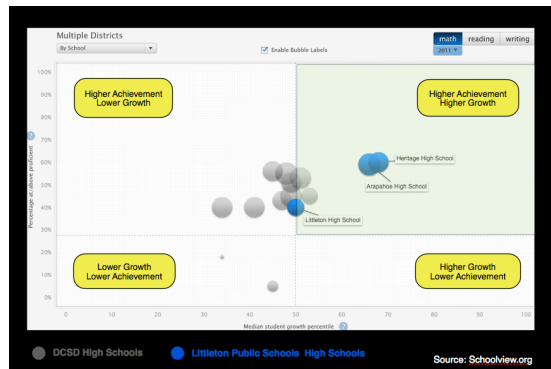 Multiple Districts
By School
Enable Bubble Labels
math reading writing
2011
Higher Achievement
Lower Growth
Higher Achievement
Higher Growth
100%
90%
80%
70%
60%
50%
40%
30%
20%
10%
0%
Percentage at/above proficient
Heritage High School
Arapahoe High School
Littleton High School
Lower Growth
Lower Achievement
Higher Growth
Lower Achievement
0 10 20 30 40 50 60 70 80 90 100
Median student growth percentile
DCSD High Schools
Littleton Public Schools High Schools
Source: Schoolview.org